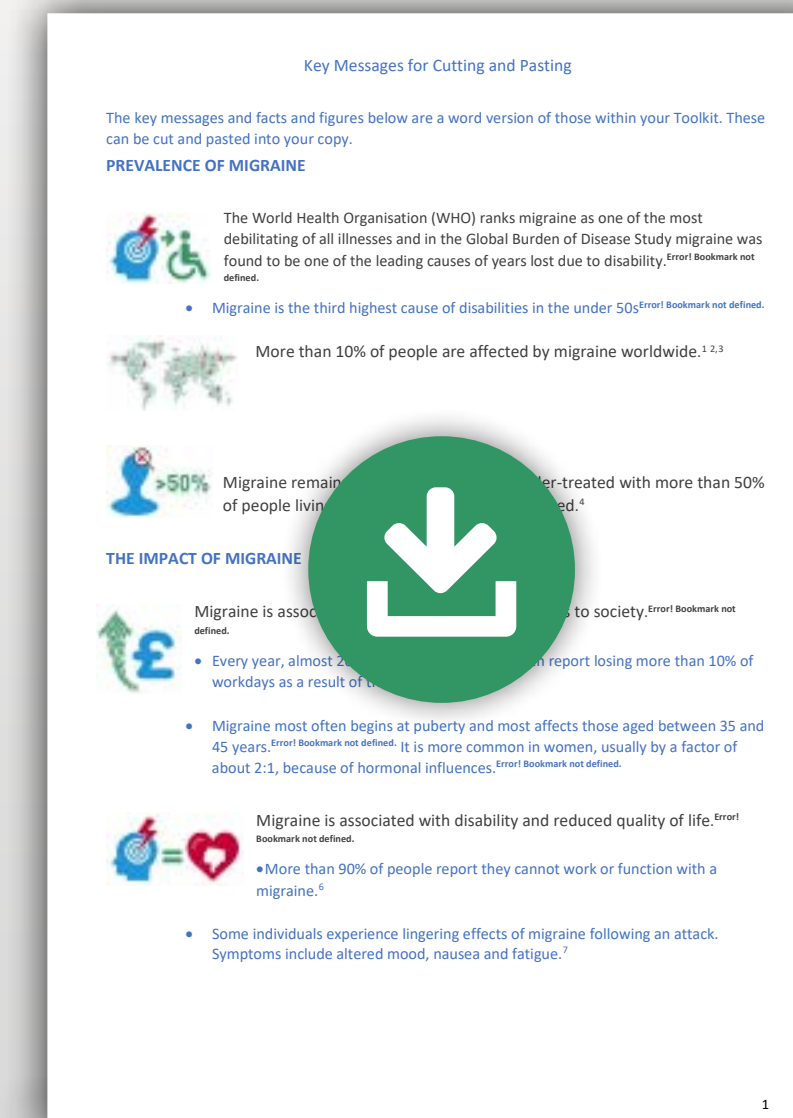 Key Messages for Cutting and Pasting
The key messages and facts and figures below are a word version of those within your Toolkit. These
can be cut and pasted into your copy.
PREVALENCE OF MIGRAINE
The World Health Organisation (WHO) ranks migraine as one of the most
debilitating of all illnesses and in the Global Burden of Disease Study migraine was
found to be one of the leading causes of years lost due to disability.Error! Bookmark not
defined.
• Migraine is the third highest cause of disabilities in the under 50sError! Bookmark not defined.
More than 10% of people are affected by migraine worldwide.1 2,3
>50%
Migraine remain er-treated with more than 50%
of people livin ed.4
THE IMPACT OF MIGRAINE
Migraine is assoc to society.Error! Bookmark not
defined.
• Every year, almost report losing more than 10% of
workdays as a result of
• Migraine most often begins at puberty and most affects those aged between 35 and
45 years.Error! Bookmark not defined. It is more common in women, usually by a factor of
about 2:1, because of hormonal influences.Error! Bookmark not defined.
Migraine is associated with disability and reduced quality of life.Error!
Bookmark not defined.
•More than 90% of people report they cannot work or function with a
migraine.6
• Some individuals experience lingering effects of migraine following an attack.
Symptoms include altered mood, nausea and fatigue.7
1